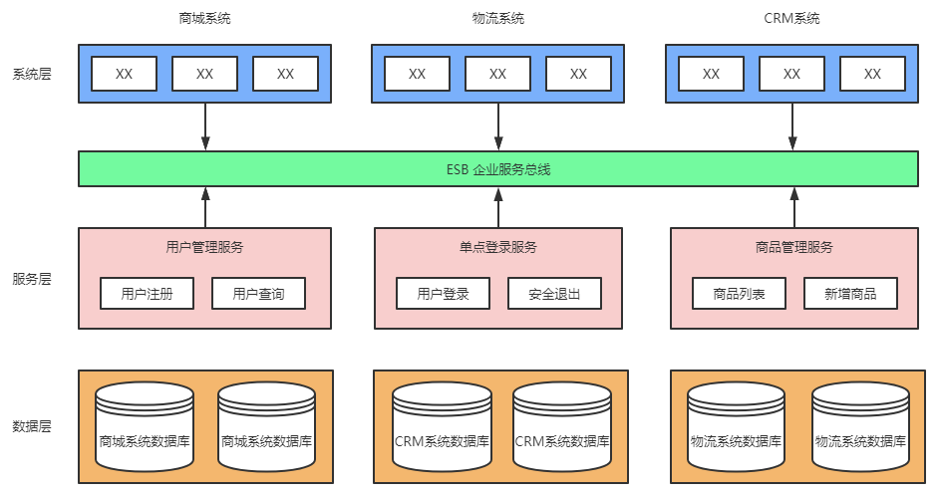 商城系统
物流系统
CRM系统
系统层
XX
XX
XX
XX
XX
XX
XX
XX
XX
ESB 企业服务总线
服务层
用户管理服务
用户注册
用户查询
单点登录服务
用户登录
安全退出
商品管理服务
商品列表
新增商品
数据层
商城系统数据库
商城系统数据库
CRM系统数据库
CRM系统数据库
物流系统数据库
物流系统数据库